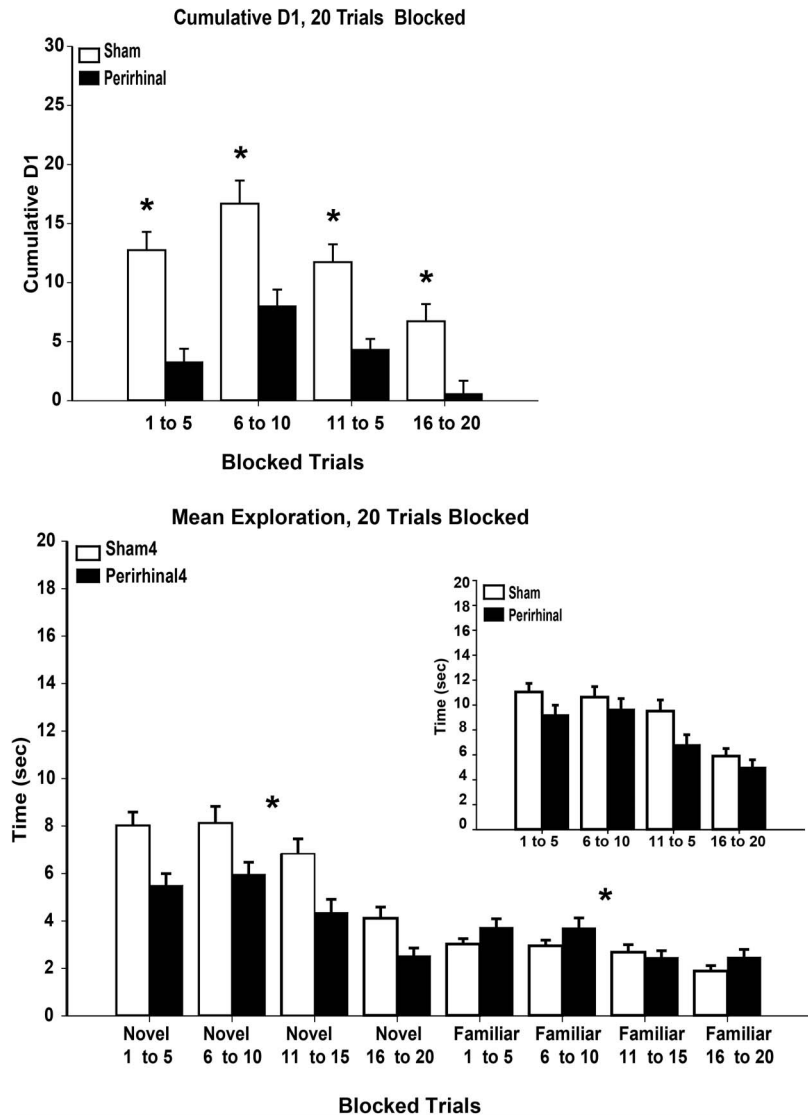 Cumulative D1, 20 Trials Blocked
30
25
20
15
10
5
0
Cumulative D1
Sham
Perirhinal
*
*
*
*
1 to 5
6 to 10
11 to 5
16 to 20
Blocked Trials
Mean Exploration, 20 Trials Blocked
20
18
16
14
12
10
8
6
4
2
0
Time (sec)
Sham4
Perirhinal4
*
*
20
18
16
14
12
10
8
6
4
2
0
Time (sec)
Sham
Perirhinal
1 to 5
6 to 10
11 to 5
16 to 20
Novel
1 to 5
Novel
6 to 10
Novel
11 to 15
Novel
16 to 20
Familiar
1 to 5
Familiar
6 to 10
Familiar
11 to 15
Familiar
16 to 20
Blocked Trials